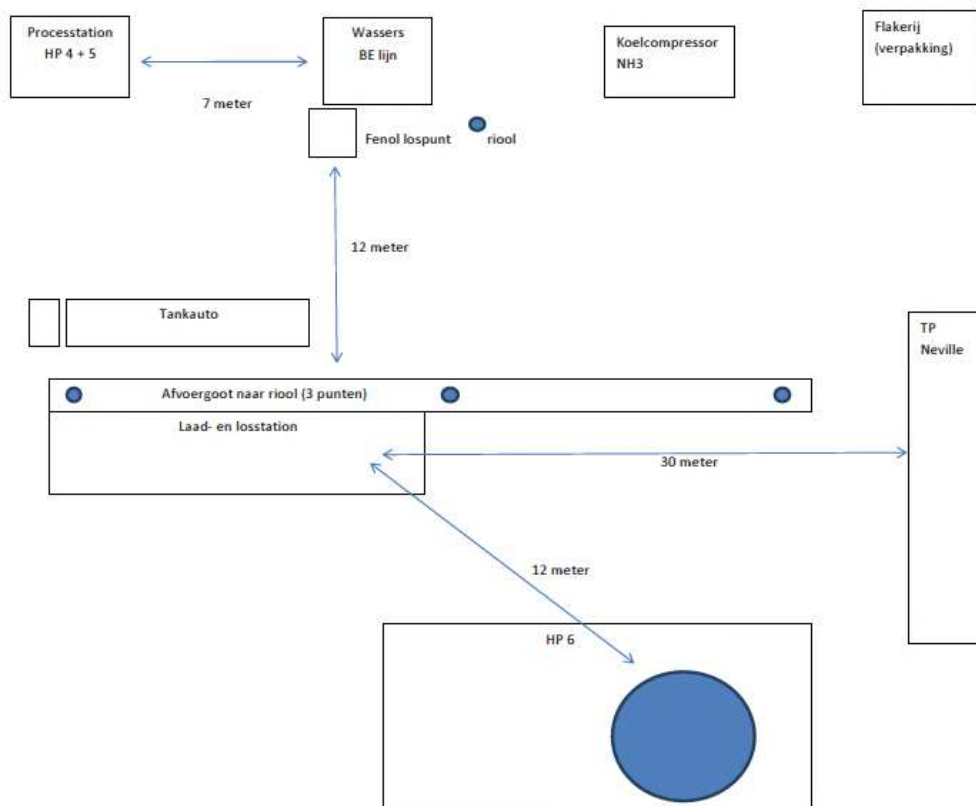 Processtation
HP 4 + 5
Wassers
BE lijn
Koelcompressor
NH3
Flakerij
(verpakking)
7 meter
Fenol lospunt
riool
12 meter
Tankauto
TP
Neville
Afvoergoot naar riool (3 punten)
Laad- en losstation
30 meter
12 meter
HP 6